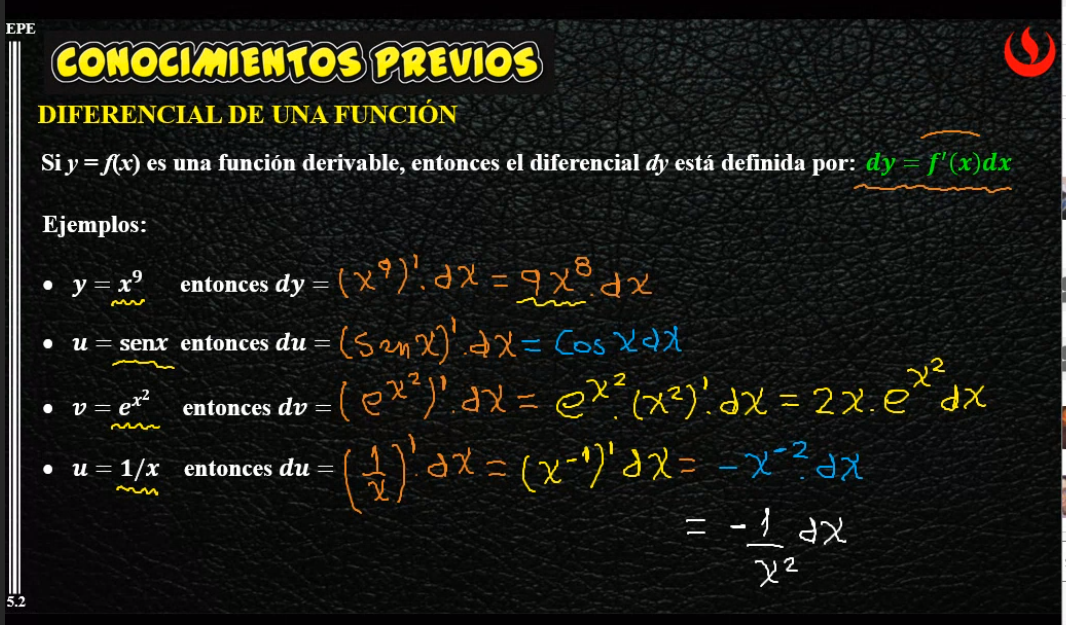 EPE
CONOCIMIENTOS PREVIOS
DIFERENCIAL DE UNA FUNCIÓN
Si y = f(x) es una función derivable, entonces el diferencial dy está definida por: dy = f'(x)dx
Ejemplos:
• y = x⁹ entonces dy = (x⁹)'. dx = 9x⁸. dx
• u = senx entonces du = (Senx)'. dx = Cosxdx
• v = e^{x²} entonces dv = (e^{x²})'. dx = e^{x²}. (x²)'. dx = 2x. e^{x²} dx
• u = 1/x entonces du = (1/x)'. dx = (x⁻¹)' dx = -x⁻². dx
= -1/x² dx
5.2